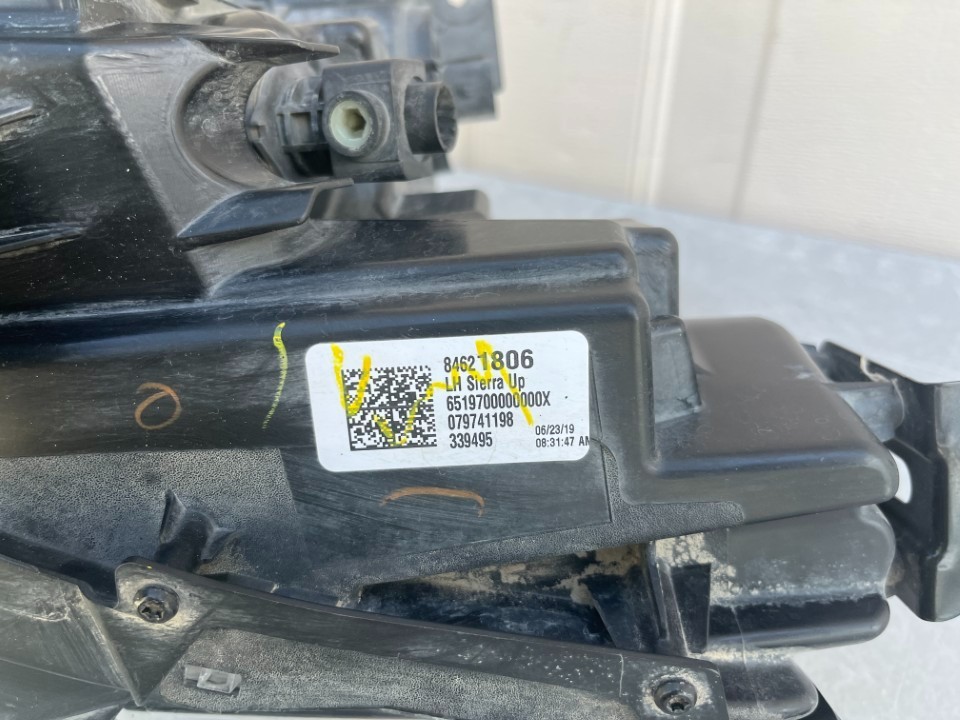 84621806
LH Sierra Up
6519700000000X
079741198
339495
06/23/19
08:31:47 AM